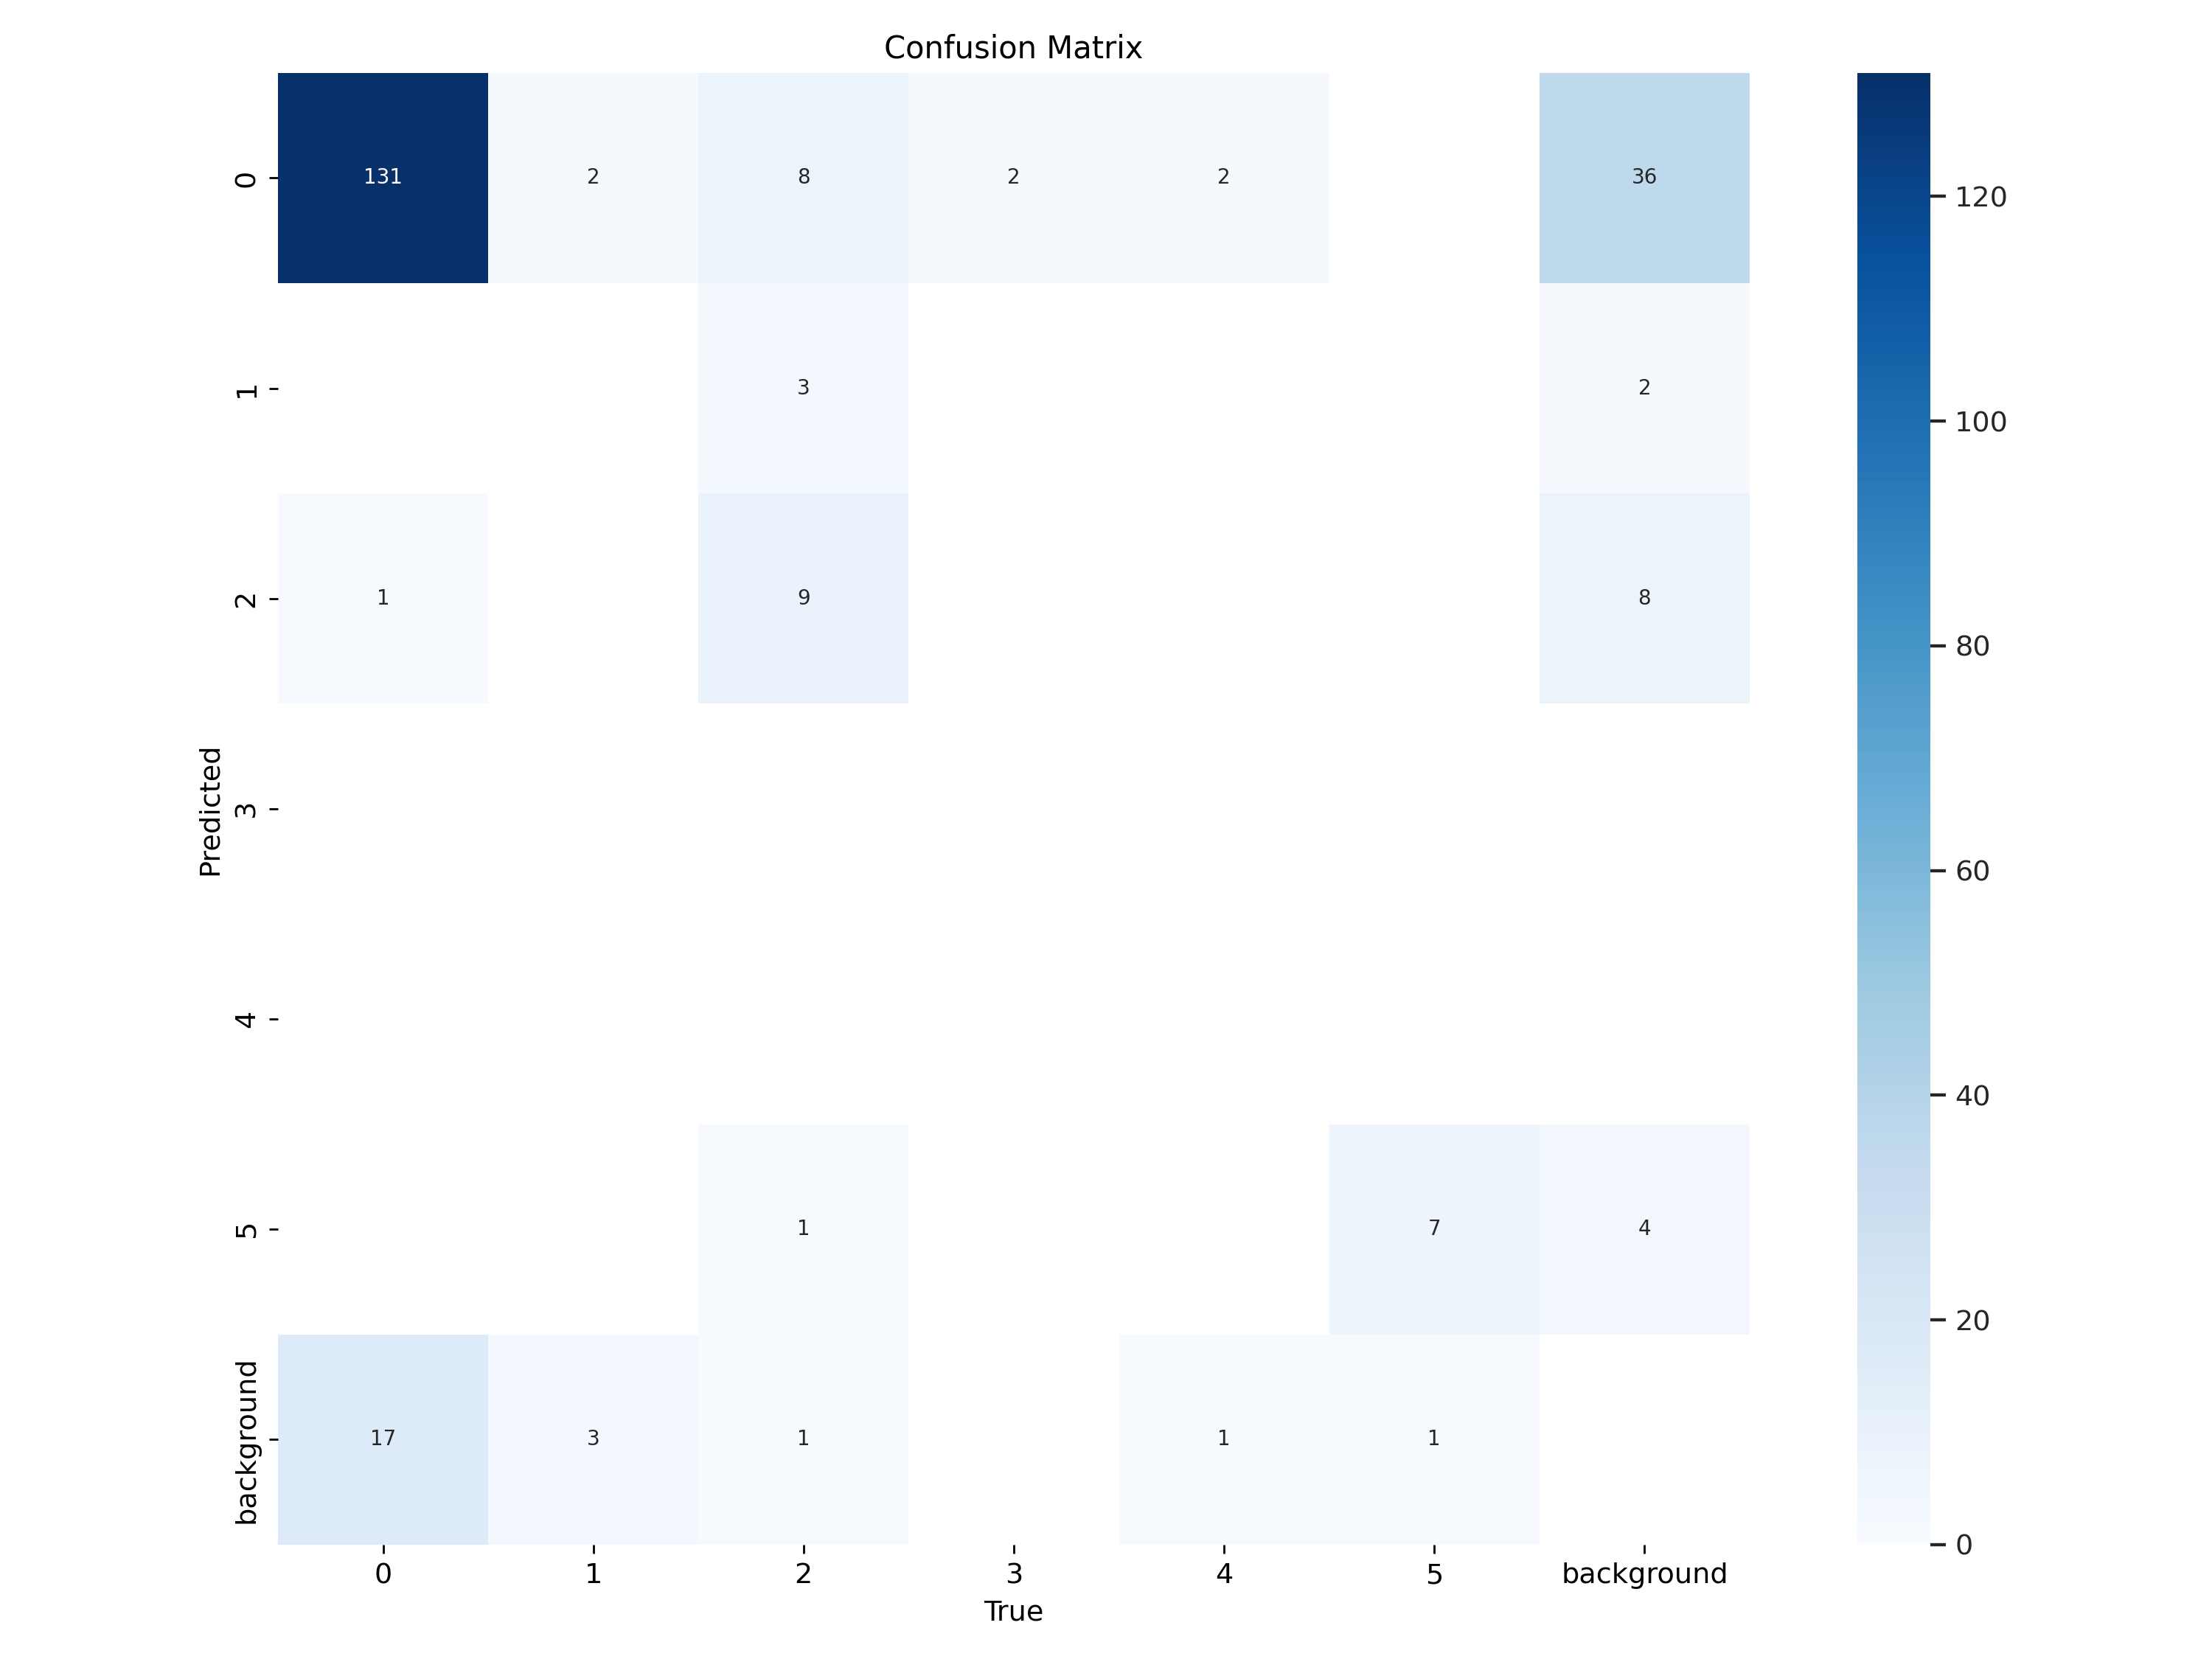 Confusion Matrix
0 131 2 8 2 2 36
1 3 2
2 1 9 8
3
4
5 1 7 4
background 17 3 1 1 1
0 1 2 3 4 5 background
True
Predicted
120
100
80
60
40
20
0